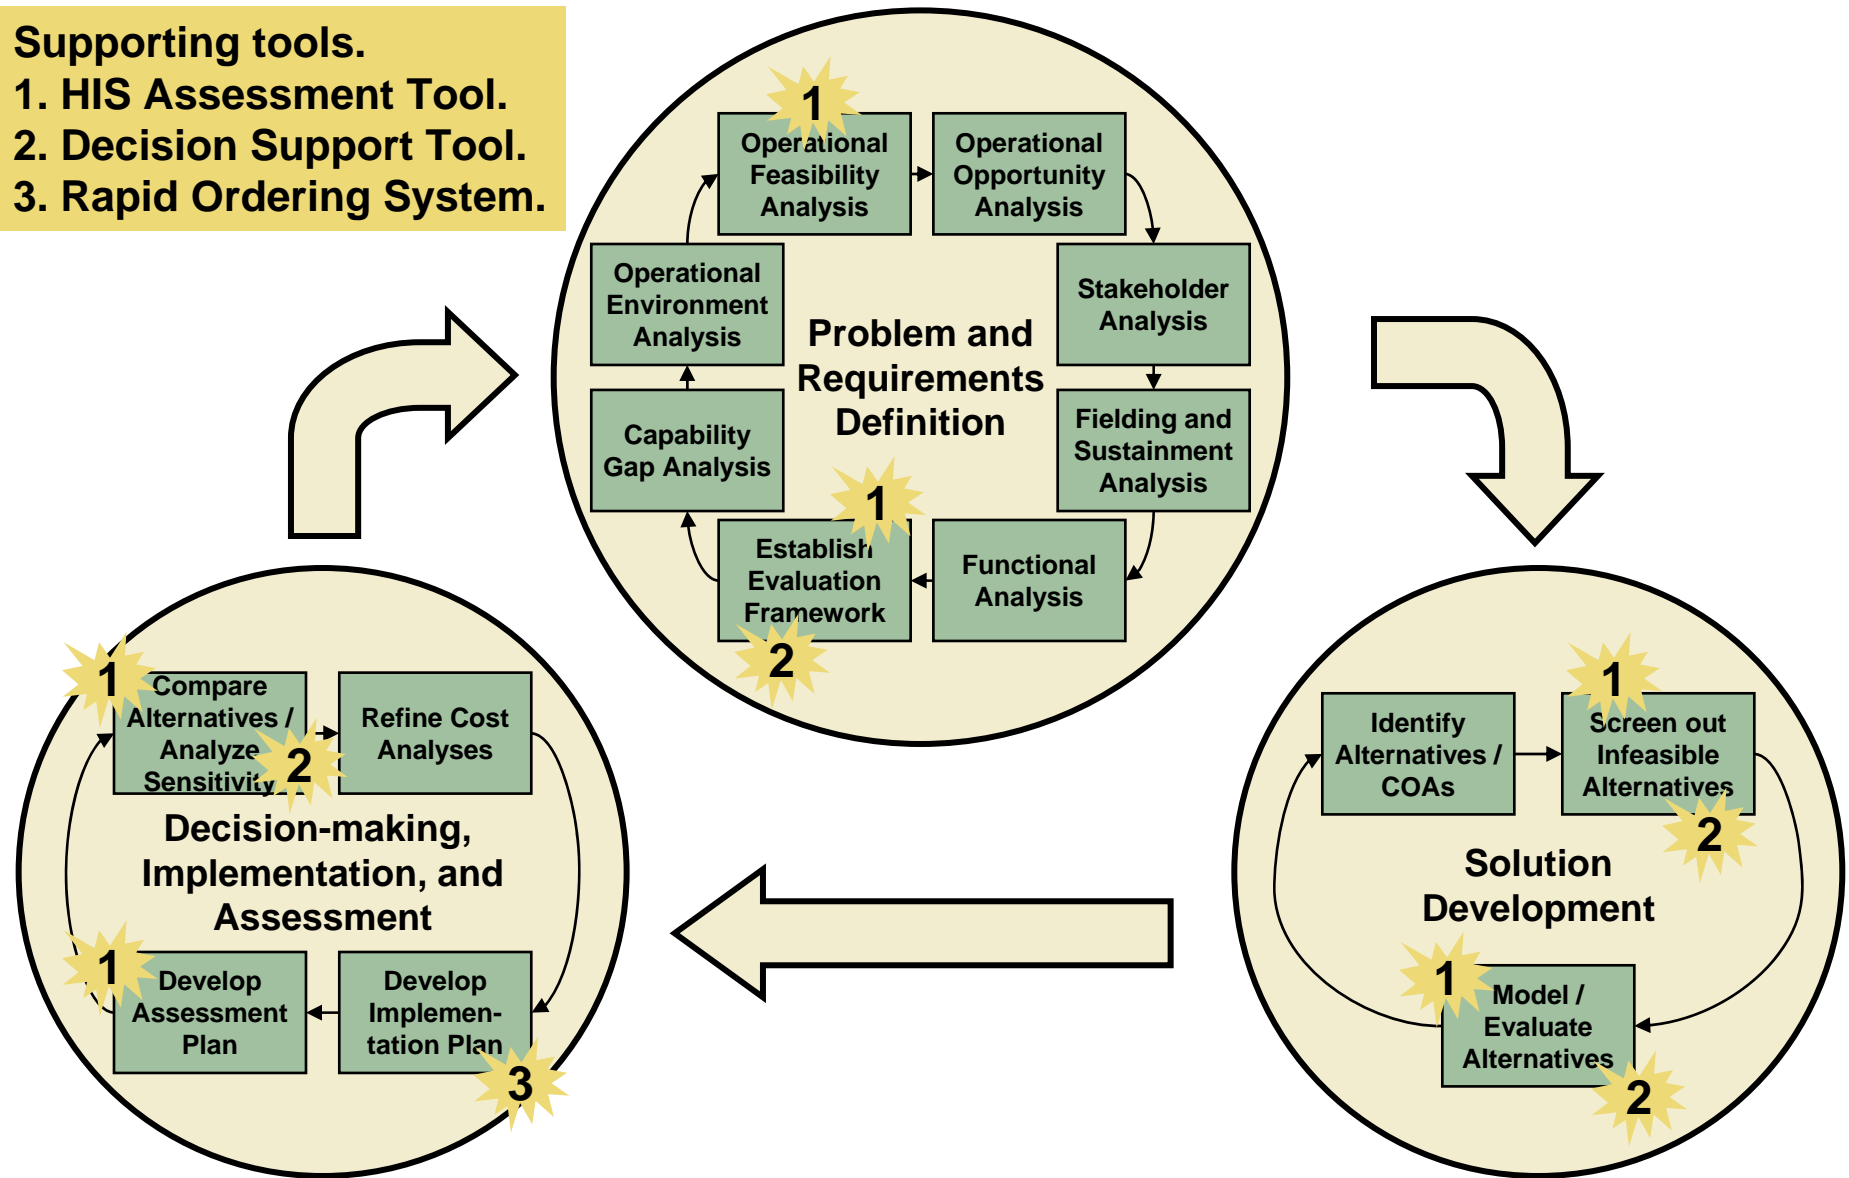 Supporting tools.
1. HIS Assessment Tool.
2. Decision Support Tool.
3. Rapid Ordering System.
1
Operational
Feasibility
Analysis
Operational
Opportunity
Analysis
Operational
Environment
Analysis
Stakeholder
Analysis
Problem and
Requirements
Definition
Capability
Gap Analysis
Fielding and
Sustainment
Analysis
1
Establish
Evaluation
Framework
2
Functional
Analysis
1
Compare
Alternatives /
Analyze
Sensitivity
2
Refine Cost
Analyses
Decision-making,
Implementation, and
Assessment
1
Develop
Assessment
Plan
Develop
Implemen-
tation Plan
3
Identify
Alternatives /
COAs
1
Screen out
Infeasible
Alternatives
2
Solution
Development
1
Model /
Evaluate
Alternatives
2